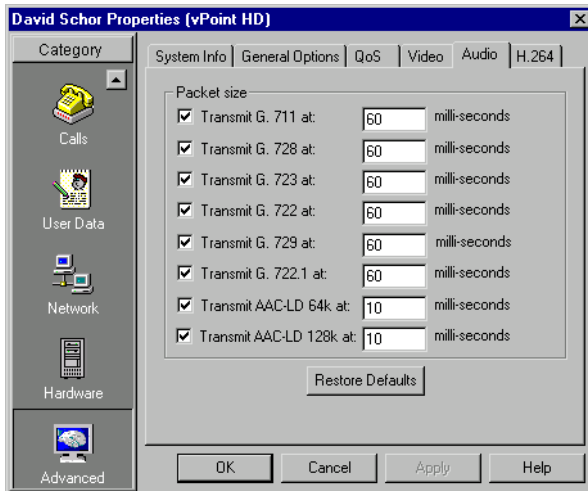 David Schor Properties (vPoint HD)
Category
Calls
User Data
Network
Hardware
Advanced
System Info General Options QoS Video Audio H.264
Packet size
Transmit G. 711 at: 60 milli-seconds
Transmit G. 728 at: 60 milli-seconds
Transmit G. 723 at: 60 milli-seconds
Transmit G. 722 at: 60 milli-seconds
Transmit G. 729 at: 60 milli-seconds
Transmit G. 722.1 at: 60 milli-seconds
Transmit AAC-LD 64k at: 10 milli-seconds
Transmit AAC-LD 128k at: 10 milli-seconds
Restore Defaults
OK Cancel Apply Help